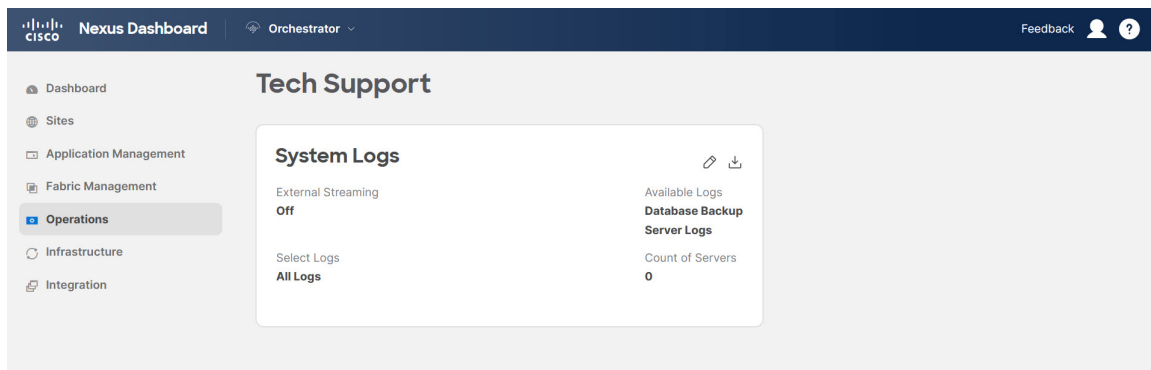 CISCO Nexus Dashboard Orchestrator Feedback ?
Dashboard
Sites
Application Management
Fabric Management
Operations
Infrastructure
Integration
Tech Support
System Logs
External Streaming
Off
Available Logs
Database Backup
Server Logs
Select Logs
All Logs
Count of Servers
0